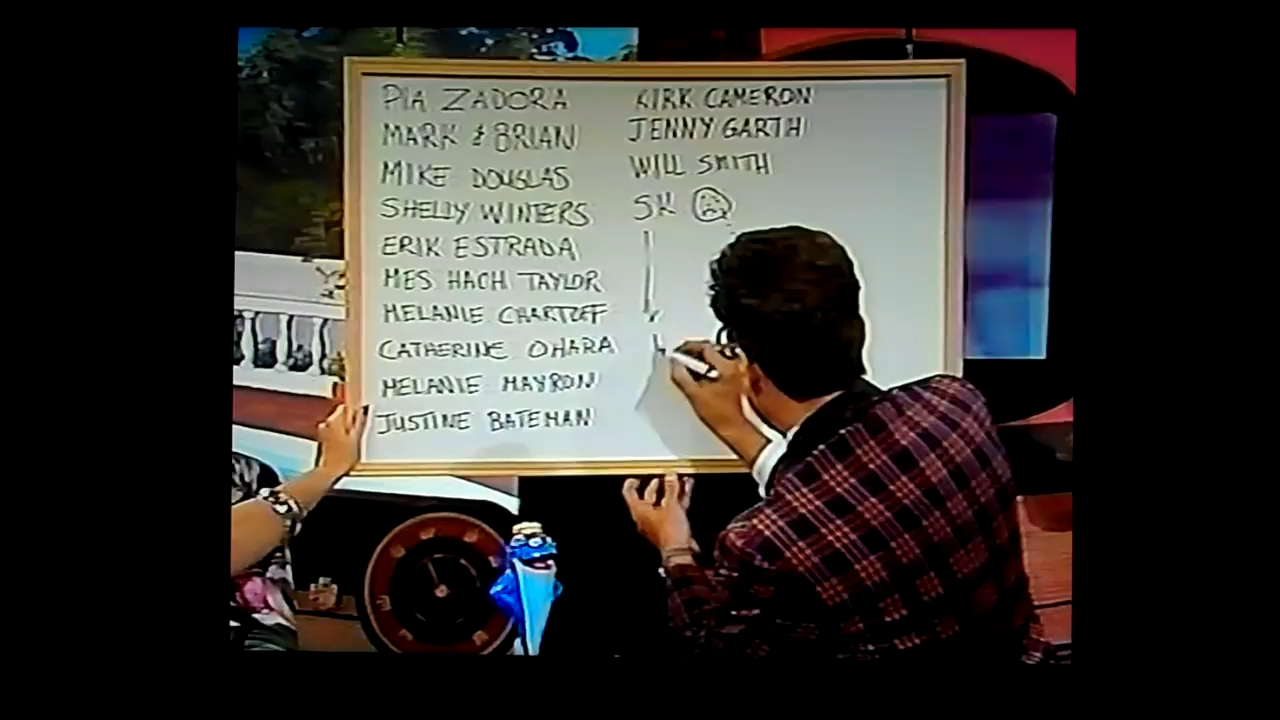 PIA ZADORA
MARK & BRIAN
MIKE DOUGLAS
SHELLY WINTERS
ERIK ESTRADA
MES HACH TAYLOR
MELANIE CHARTOFF
CATHERINE OHARA
MELANIE MAYRON
JUSTINE BATEMAN
KIRK CAMERON
JENNY GARTH
WILL SMITH